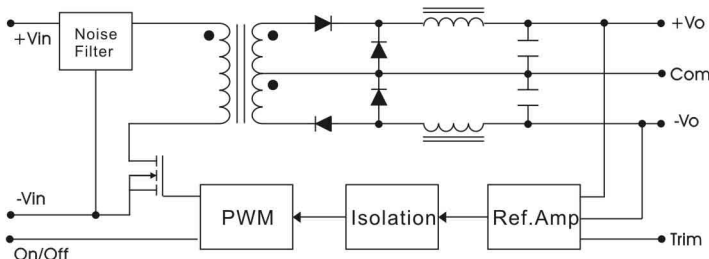 +Vin
Noise
Filter
+Vo
Com
-Vo
-Vin
PWM
Isolation
Ref.Amp
On/Off
Trim